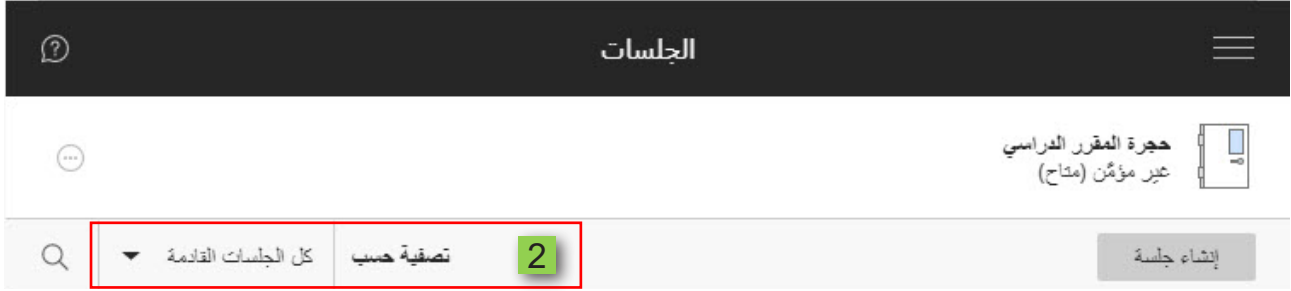 الجلسات
حجرة المقرر الدراسي
غير مؤمَّن (متاح)
إنشاء جلسة 2 تصفية حسب كل الجلسات القادمة